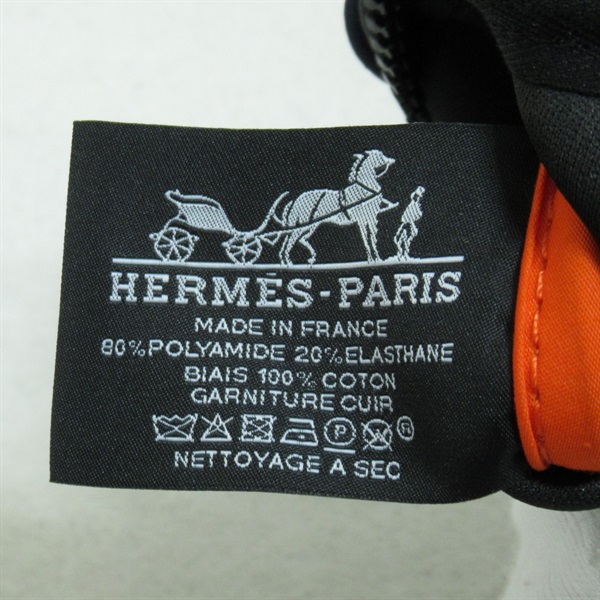 HERMÈS-PARIS
MADE IN FRANCE
80% POLYAMIDE 20% ELASTHANE
BIAIS 100% COTON
GARNITURE CUIR
P ®
NETTOYAGE A SEC